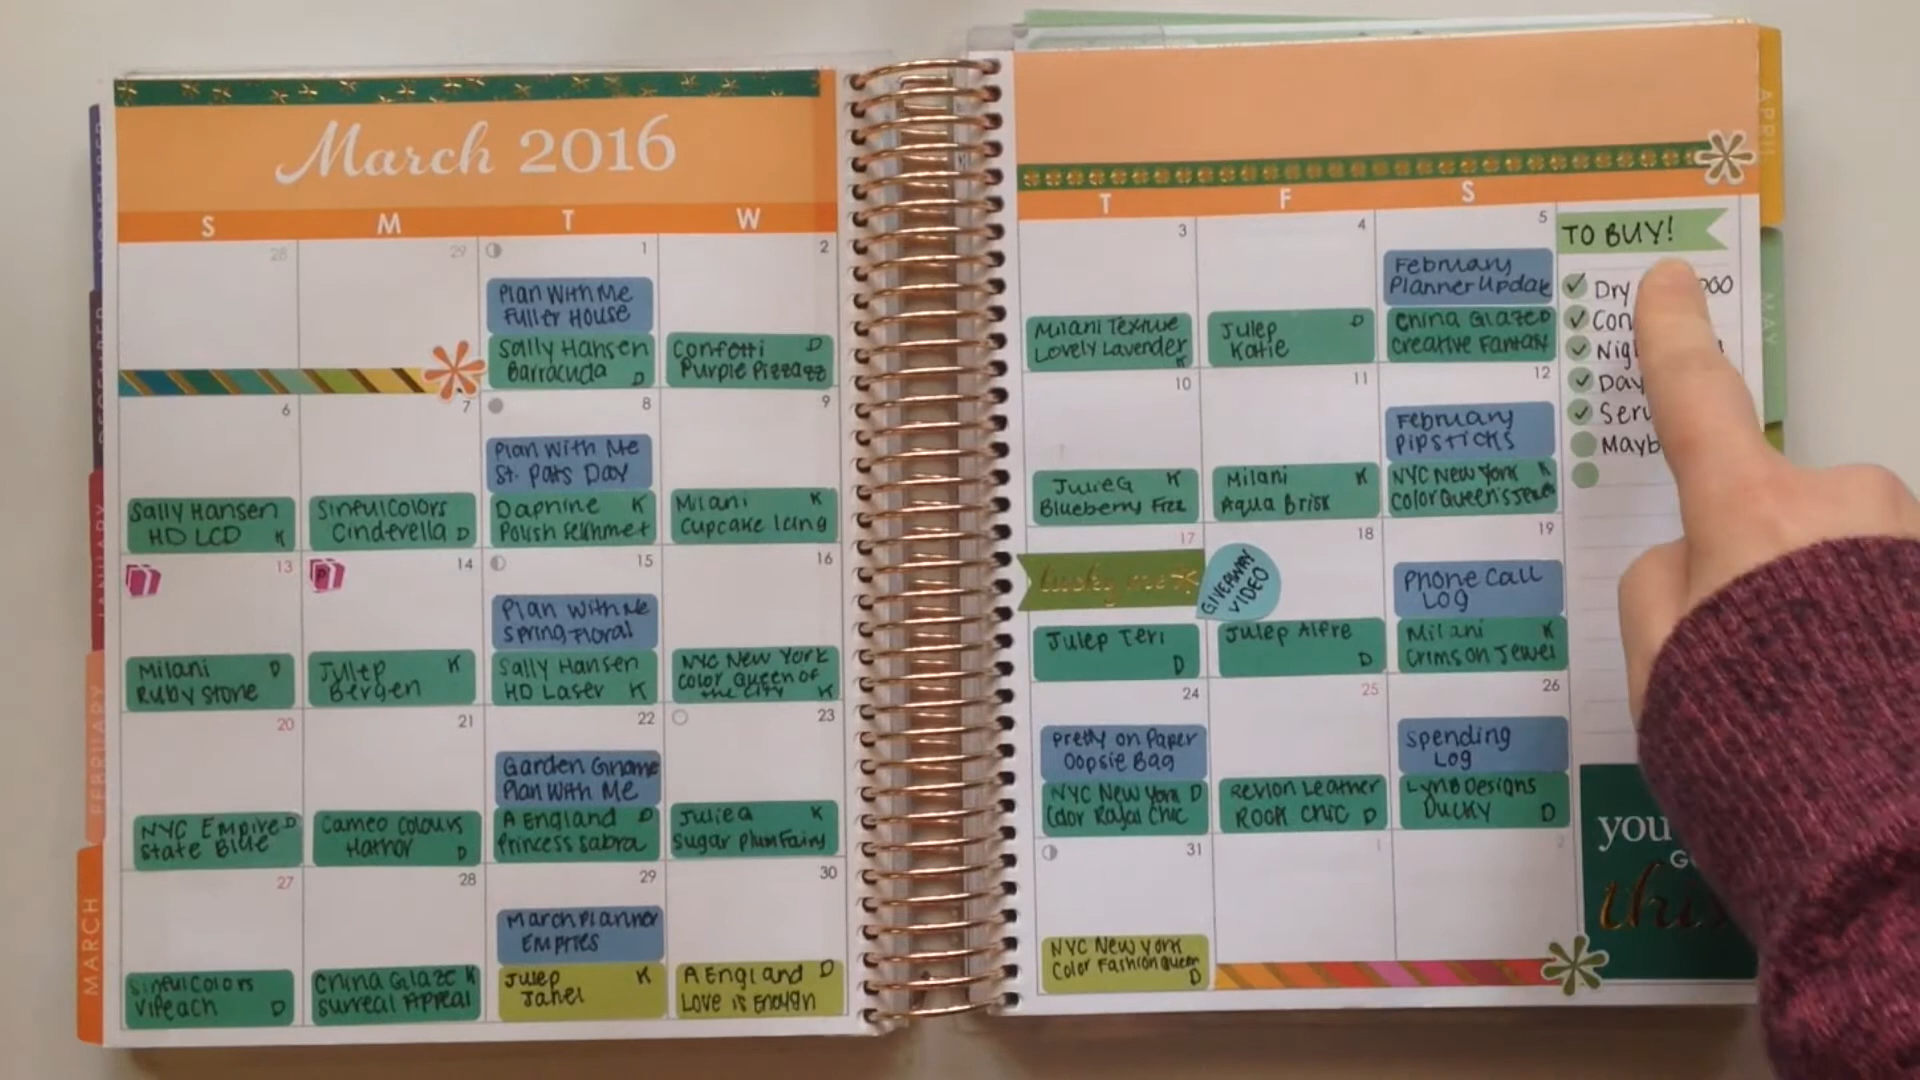 March 2016
S M T W
T F S
28
29
1
Plan With Me
Fuller House
Sally Hansen
Barracuda D
2
Confetti D
Purple Pizzazz
3
Milani Texture
Lovely Lavender
K
4
Julep D
Katie
5
February
Planner Update
China Glaze D
Creative Fantasy
6
Sally Hansen
HD LCD K
7
SinfulColors
Cinderella D
8
Plan With Me
St. Pats Day
Daphine K
Polish
9
Milani K
Cupcake Icing
10
JulieG K
Blueberry Fizz
11
Milani K
Aqua Brisk
12
February
Pipsticks
NYC New York K
Color Queen's Jewel
13
Milani D
Ruby Stone
14
Julep K
Bergen
15
Plan With Me
Spring Floral
Sally Hansen
HD Laser K
16
NYC New York
Color Queen of
the City K
17
lucky me
Julep Teri
D
18
GIVEAWAY
VIDEO
Julep Alfre
D
19
Phone Call
Log
Milani K
Crimson Jewel
20
NYC Empire D
State Blue
21
Cameo Colours
Hathor D
22
Garden Gnome
Plan With Me
A England D
Princess Sabra
23
JulieG K
Sugar Plum Fairy
24
Pretty on Paper
Oopsie Bag
NYC New York D
Color Royal Chic
25
Revlon Leather
Rock Chic D
26
Spending
Log
LynB Designs
Ducky D
27
SinfulColors
Vipeach D
28
China Glaze K
Surreal Appeal
29
March Planner
Empties
Julep K
Janel
30
A England D
Love is Enough
31
NYC New York
Color Fashion Queen
D
1
2
TO BUY!
Dry
Con
Nig
Day
Seru
Mayb
you
G
thi
JANUARY
FEBRUARY
MARCH
APRIL
MAY